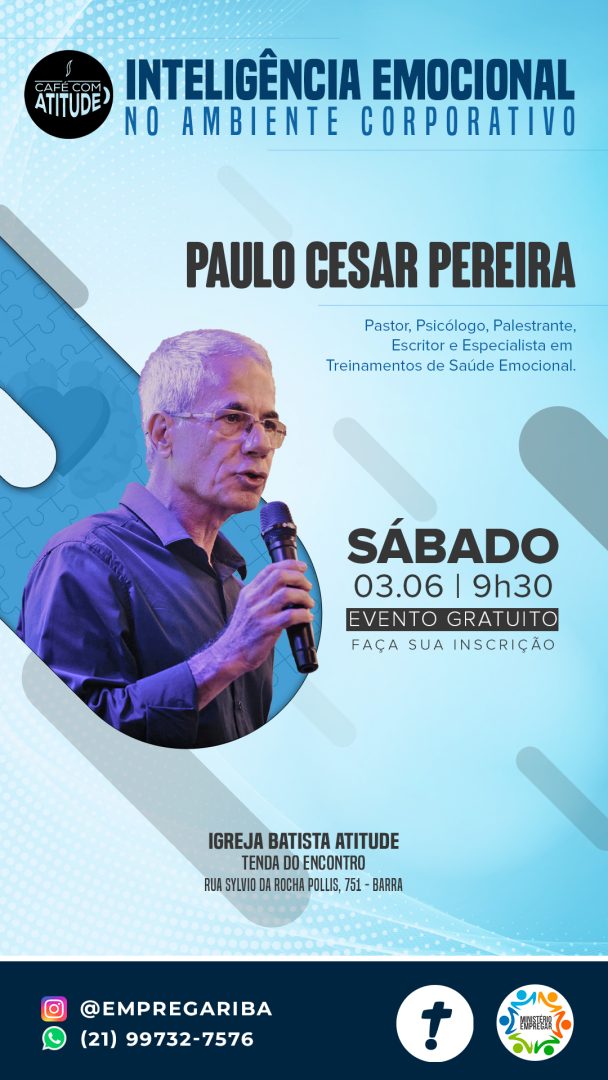 CAFÉ COM
ATITUDE
INTELIGÊNCIA EMOCIONAL
NO AMBIENTE CORPORATIVO
PAULO CESAR PEREIRA
Pastor, Psicólogo, Palestrante,
Escritor e Especialista em
Treinamentos de Saúde Emocional.
SÁBADO
03.06 | 9h30
EVENTO GRATUITO
FAÇA SUA INSCRIÇÃO
IGREJA BATISTA ATITUDE
TENDA DO ENCONTRO
RUA SYLVIO DA ROCHA POLLIS, 751 - BARRA
@EMPREGARIBA
(21) 99732-7576
MINISTÉRIO
EMPREGAR